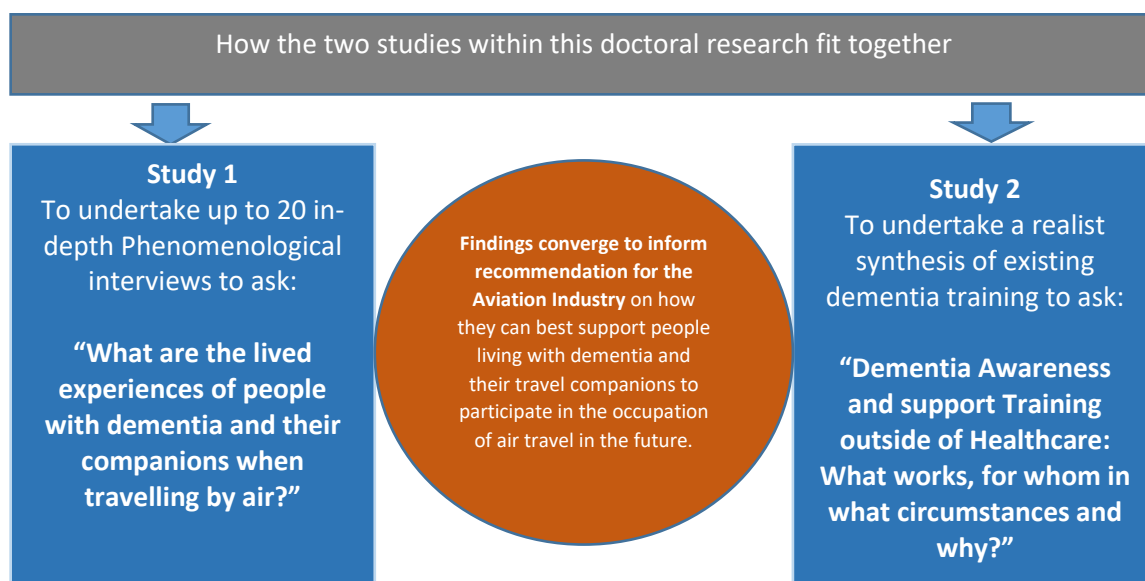 How the two studies within this doctoral research fit together
Study 1
To undertake up to 20 in-
depth Phenomenological
interviews to ask:
“What are the lived
experiences of people
with dementia and their
companions when
travelling by air?”
Findings converge to inform
recommendation for the
Aviation Industry on how
they can best support people
living with dementia and
their travel companions to
participate in the occupation
of air travel in the future.
Study 2
To undertake a realist
synthesis of existing
dementia training to ask:
“Dementia Awareness
and support Training
outside of Healthcare:
What works, for whom in
what circumstances and
why?”